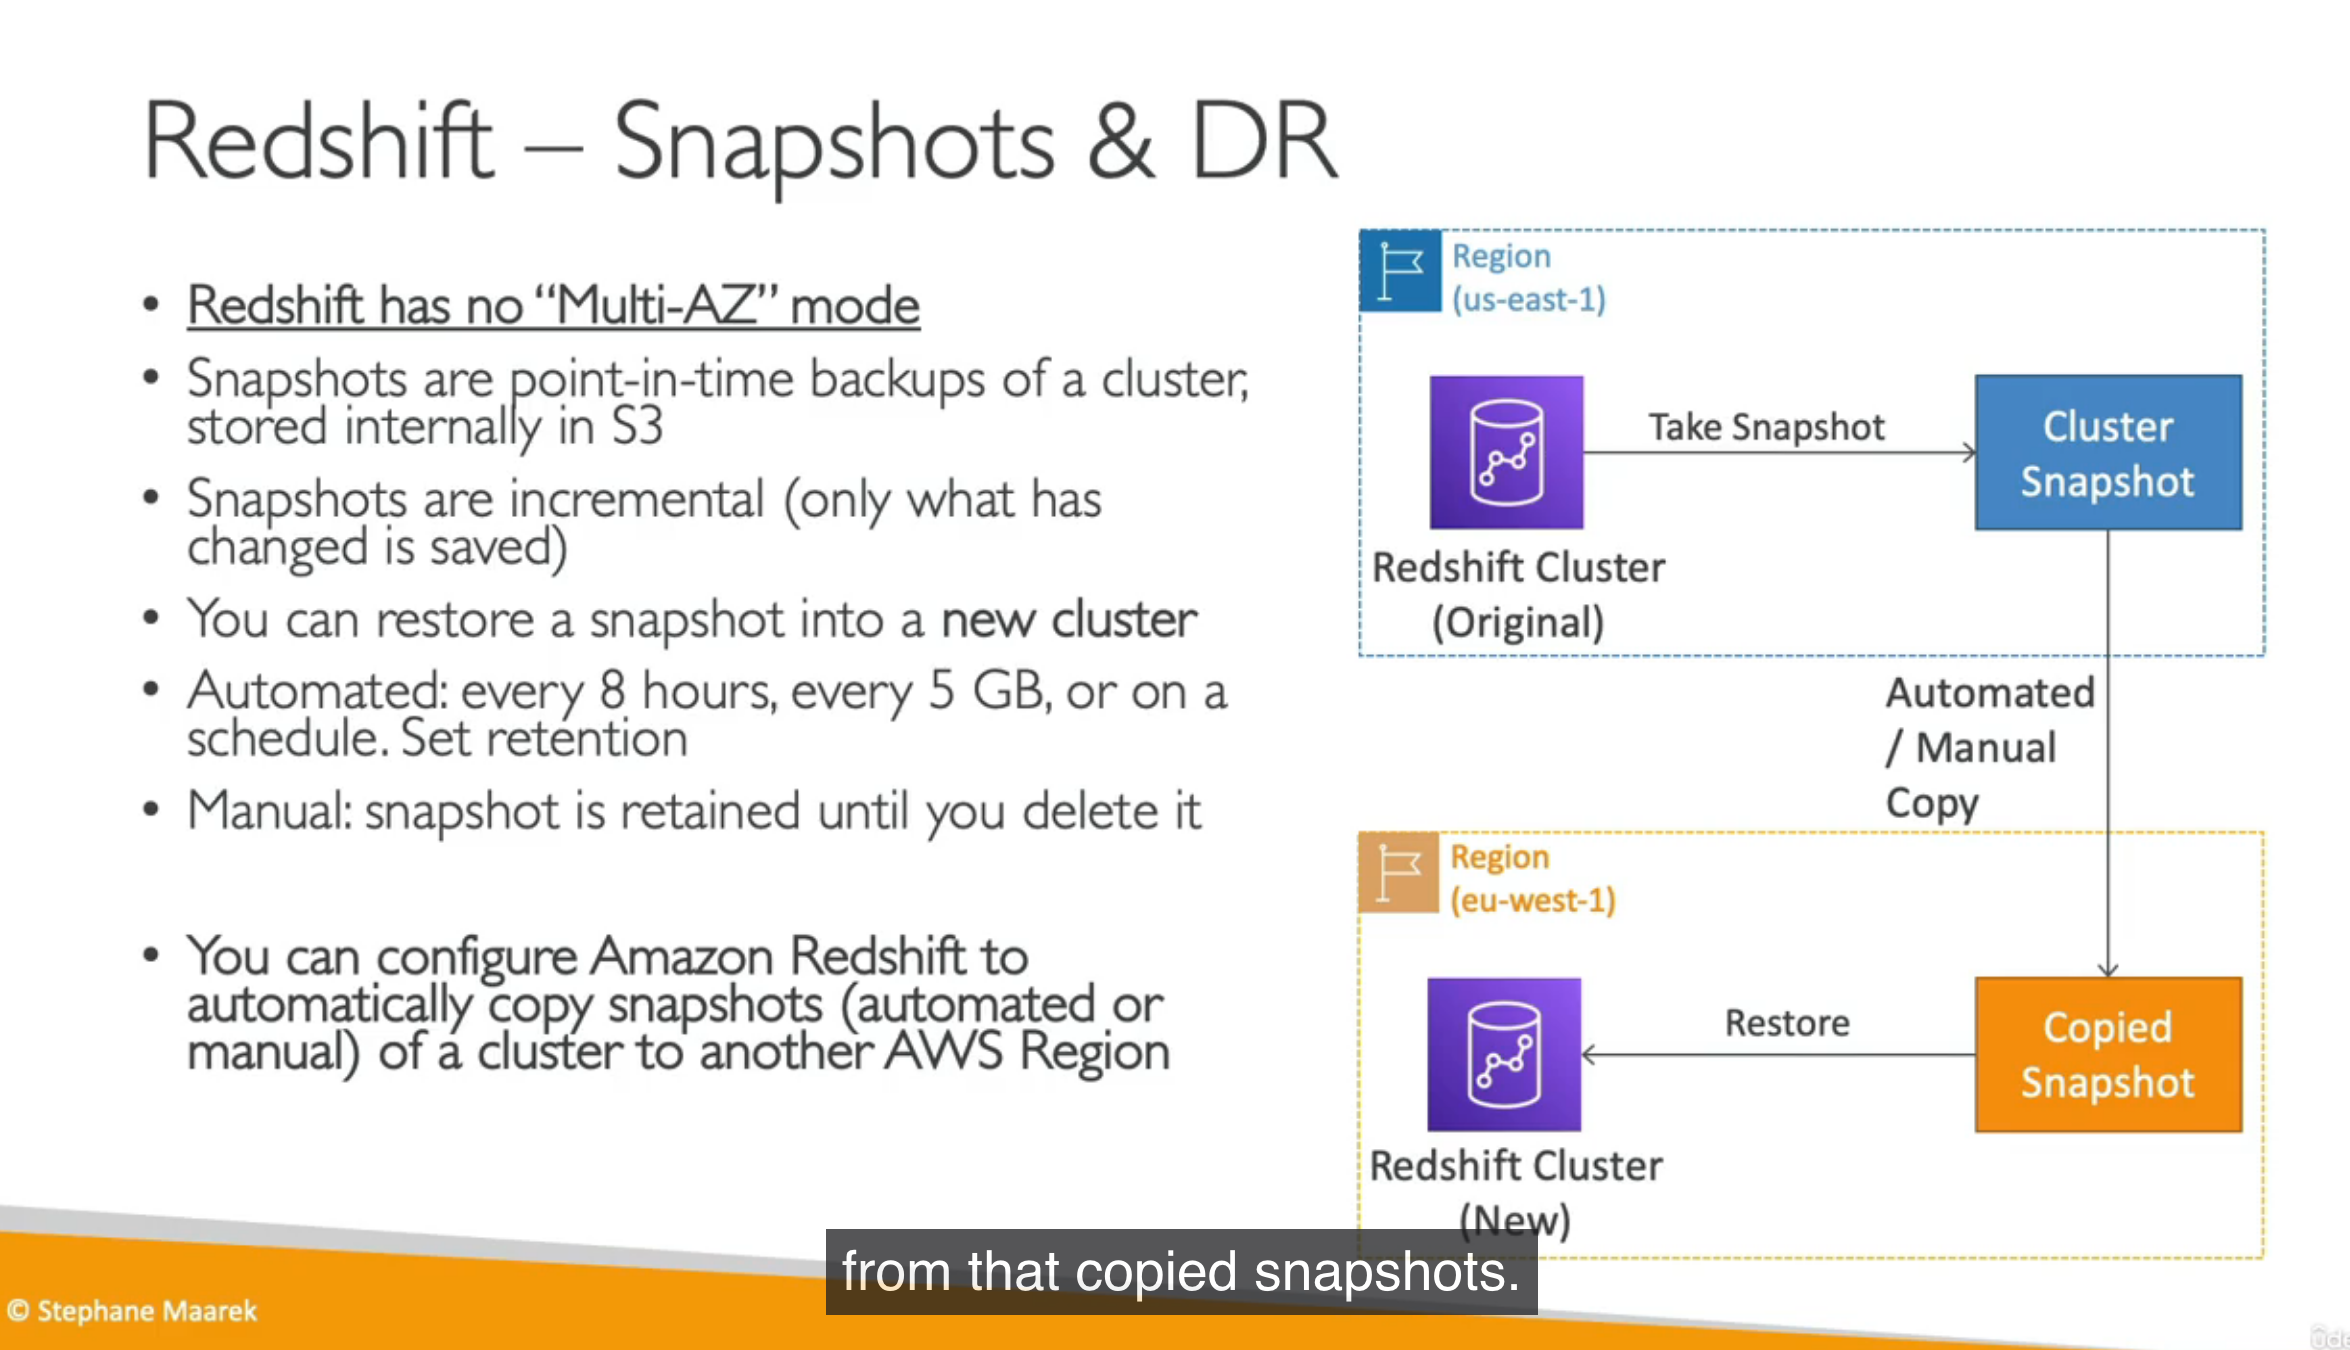 Redshift – Snapshots & DR
• Redshift has no “Multi-AZ” mode
• Snapshots are point-in-time backups of a cluster,
stored internally in S3
• Snapshots are incremental (only what has
changed is saved)
• You can restore a snapshot into a new cluster
• Automated: every 8 hours, every 5 GB, or on a
schedule. Set retention
• Manual: snapshot is retained until you delete it
• You can configure Amazon Redshift to
automatically copy snapshots (automated or
manual) of a cluster to another AWS Region
Region
(us-east-1)
Take Snapshot
Cluster
Snapshot
Redshift Cluster
(Original)
Automated
/ Manual
Copy
Region
(eu-west-1)
Restore
Copied
Snapshot
Redshift Cluster
(New)
from that copied snapshots.
© Stephane Maarek